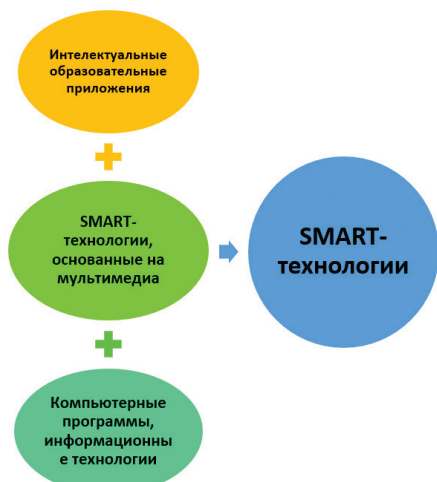 Интелектуальные
образовательные
приложения
SMART-
технологии,
основанные на
мультимедиа
SMART-
технологии
Компьютерные
программы,
информационны
е технологии